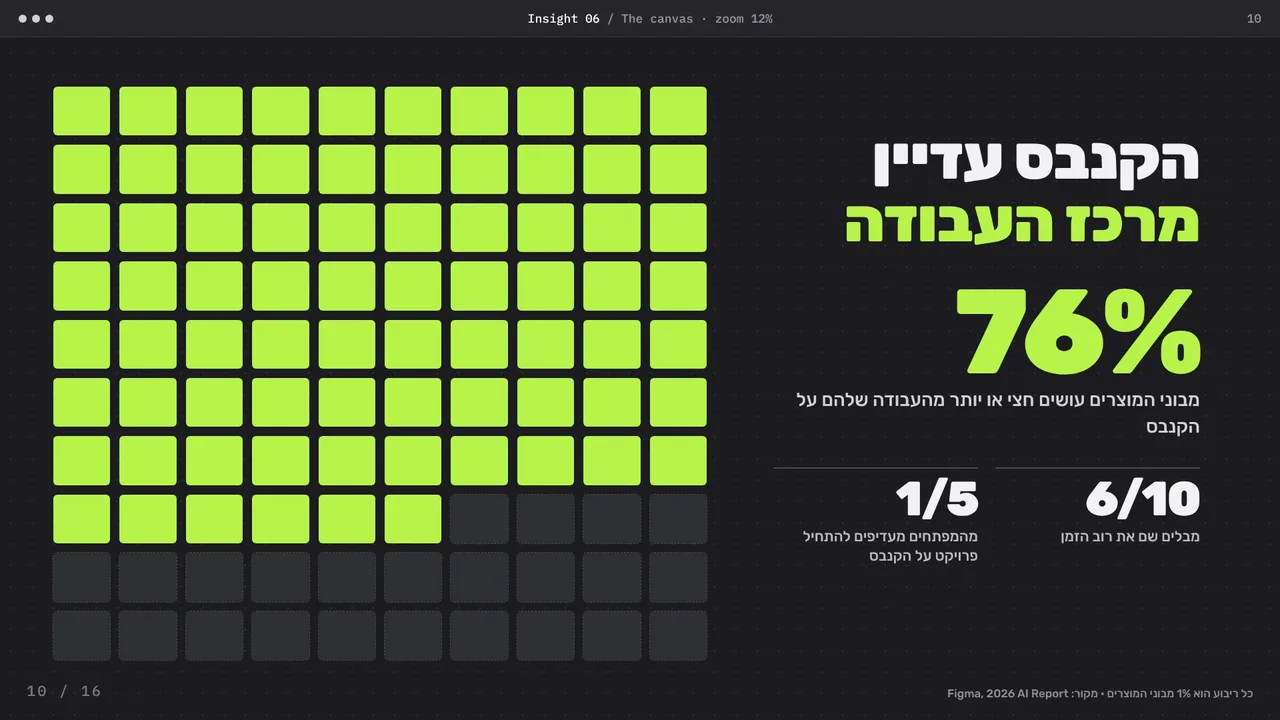 Insight 06 / The canvas · zoom 12%
10
הקנבס עדיין
מרכז העבודה
76%
מבוני המוצרים עושים חצי או יותר מהעבודה שלהם על
הקנבס
6/10
מבלים שם את רוב הזמן
1/5
מהמפתחים מעדיפים להתחיל
פרויקט על הקנבס
כל ריבוע הוא 1% מבוני המוצרים · מקור: Figma, 2026 AI Report
10 / 16